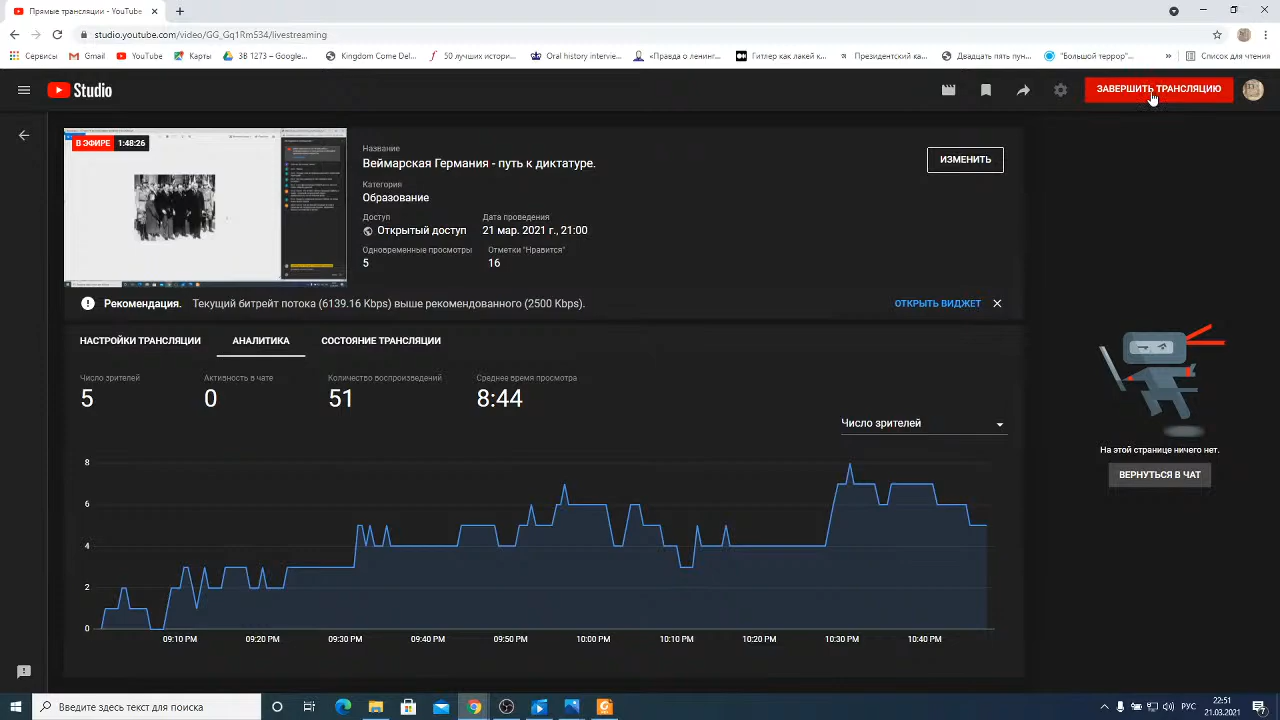 Прямые трансляции - YouTube
studio.youtube.com/video/GG_Gq1Rm534/livestreaming
Сервисы Gmail YouTube Карты ЗВ 1273 – Google... Kingdom Come Del... 50 лучших истори... Oral history intervie... «Правда о ленинг... Гитлер как лакей к... Президентский ка... Двадцать пять пун... "Большой террор"... » Список для чтения
Studio
ЗАВЕРШИТЬ ТРАНСЛЯЦИЮ
В ЭФИРЕ 1:48:26
Название
Веймарская Германия - путь к диктатуре.
ИЗМЕНИТЬ
Категория
Образование
Доступ Дата проведения
Открытый доступ 21 мар. 2021 г., 21:00
Одновременные просмотры Отметки "Нравится"
5 16
Рекомендация. Текущий битрейт потока (6139.16 Kbps) выше рекомендованного (2500 Kbps).
ОТКРЫТЬ ВИДЖЕТ
НАСТРОЙКИ ТРАНСЛЯЦИИ АНАЛИТИКА СОСТОЯНИЕ ТРАНСЛЯЦИИ
Число зрителей Активность в чате Количество воспроизведений Среднее время просмотра
5 0 51 8:44
Число зрителей
8
6
4
2
0
09:10 PM 09:20 PM 09:30 PM 09:40 PM 09:50 PM 10:00 PM 10:10 PM 10:20 PM 10:30 PM 10:40 PM
На этой странице ничего нет.
ВЕРНУТЬСЯ В ЧАТ
Введите здесь текст для поиска
РУС
22:51
21.03.2021